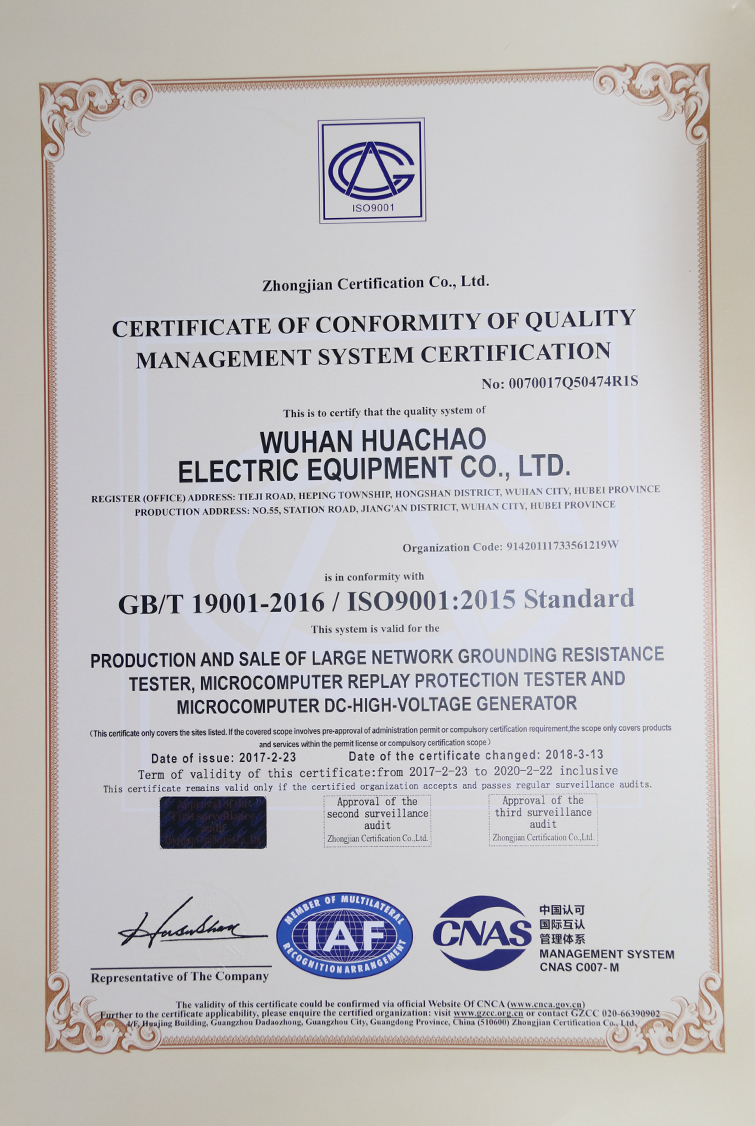 CAG
ISO9001
Zhongjian Certification Co., Ltd.
CERTIFICATE OF CONFORMITY OF QUALITY
MANAGEMENT SYSTEM CERTIFICATION
No: 0070017Q50474R1S
This is to certify that the quality system of
WUHAN HUACHAO
ELECTRIC EQUIPMENT CO., LTD.
REGISTER (OFFICE) ADDRESS: TIEJI ROAD, HEPING TOWNSHIP, HONGSHAN DISTRICT, WUHAN CITY, HUBEI PROVINCE
PRODUCTION ADDRESS: NO.55, STATION ROAD, JIANG'AN DISTRICT, WUHAN CITY, HUBEI PROVINCE
Organization Code: 91420111733561219W
is in conformity with
GB/T 19001-2016 / ISO9001:2015 Standard
This system is valid for the
PRODUCTION AND SALE OF LARGE NETWORK GROUNDING RESISTANCE
TESTER, MICROCOMPUTER REPLAY PROTECTION TESTER AND
MICROCOMPUTER DC-HIGH-VOLTAGE GENERATOR
(This certificate only covers the sites listed. If the covered scope involves pre-approval of administration permit or compulsory certification requirement,the scope only covers products
and services within the permit license or compulsory certification scope)
Date of issue: 2017-2-23 Date of the certificate changed: 2018-3-13
Term of validity of this certificate:from 2017-2-23 to 2020-2-22 inclusive
This certificate remains valid only if the certified organization accepts and passes regular surveillance audits.
Approval of the
second surveillance
audit
Zhongjian Certification Co.,Ltd.
Approval of the
third surveillance
audit
Zhongjian Certification Co.,Ltd.
Representative of The Company
MEMBER OF MULTILATERAL
IAF
RECOGNITION ARRANGEMENT
CNAS
中国认可
国际互认
管理体系
MANAGEMENT SYSTEM
CNAS C007-M
The validity of this certificate could be confirmed via official Website Of CNCA (www.cnca.gov.cn)
Further to the certificate applicability, please enquire the certified organization: visit www.gzcc.org.cn or contact GZCC 020-66390902
4/F, Huajing Building, Guangzhou Dadaozhong, Guangzhou City, Guangdong Province, China (510600) Zhongjian Certification Co., Ltd.